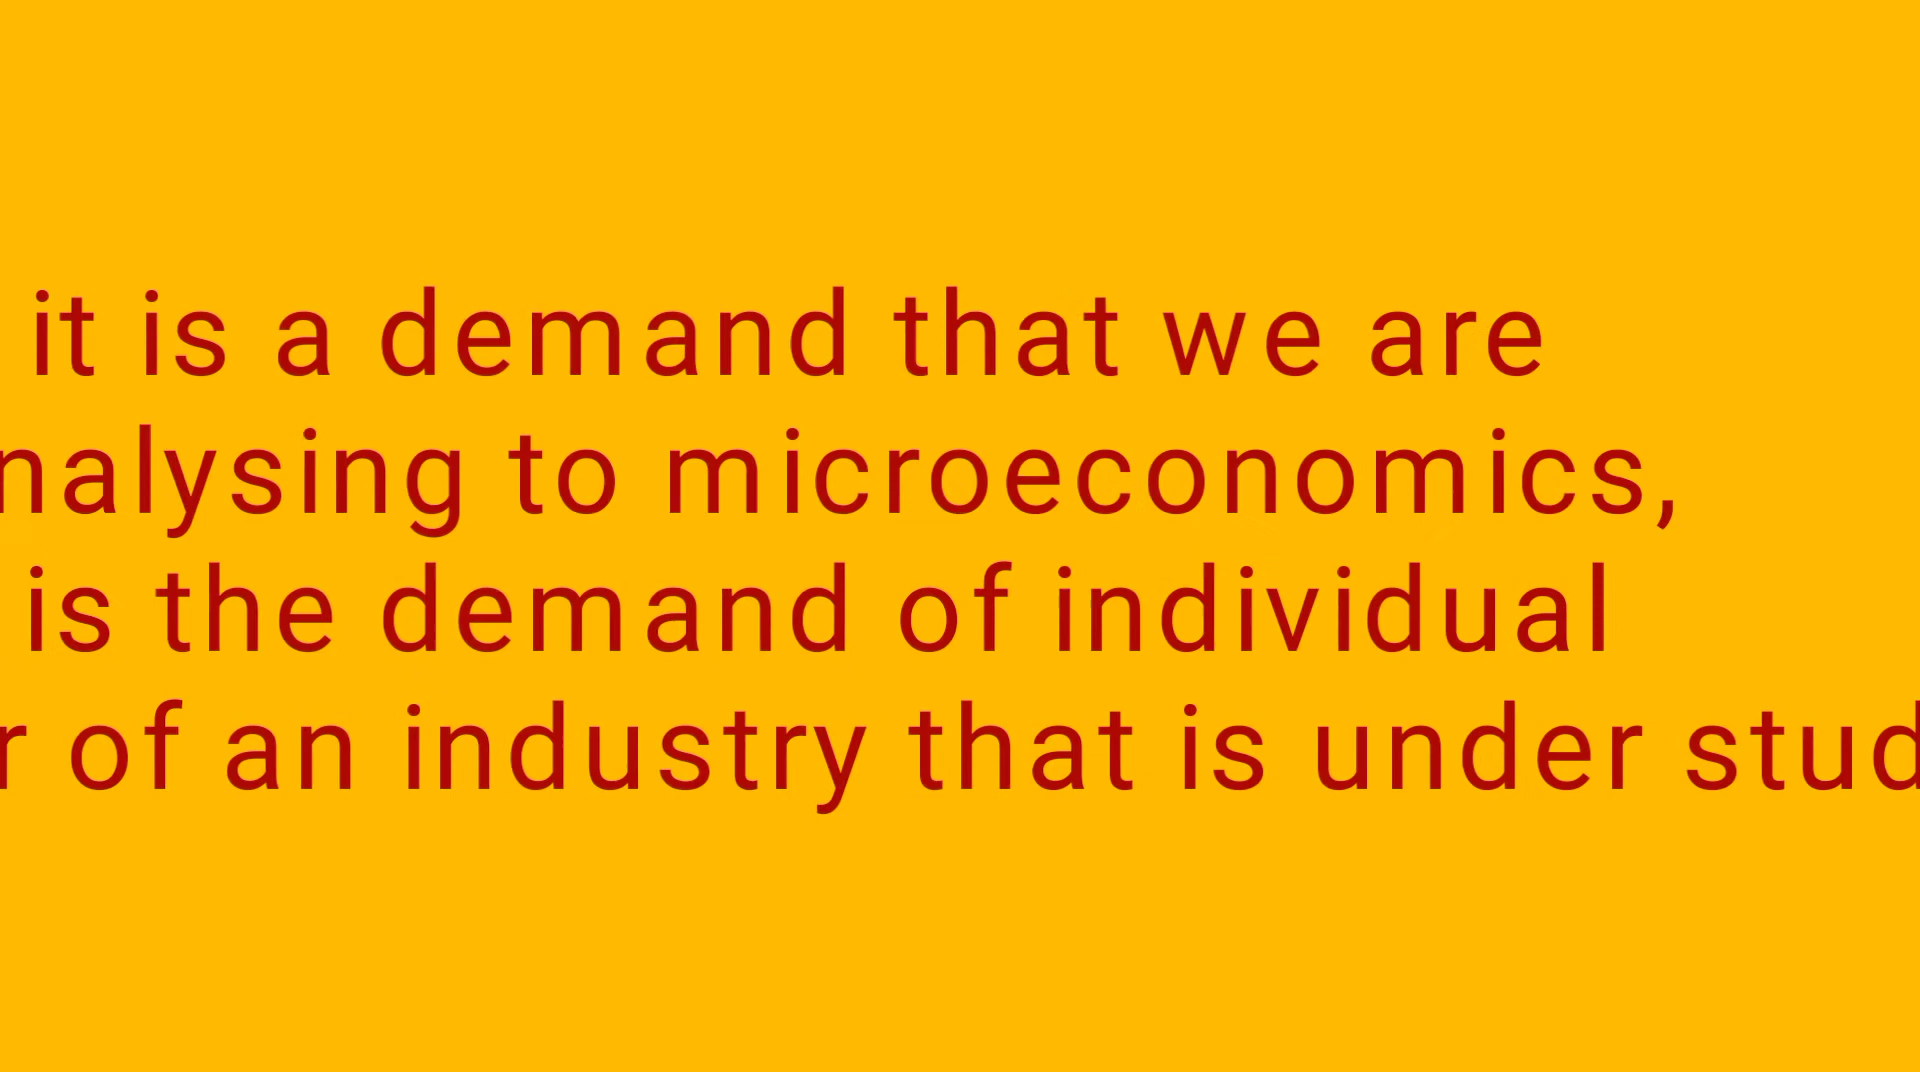 it is a demand that we are
nalysing to microeconomics,
is the demand of individual
r of an industry that is under stud